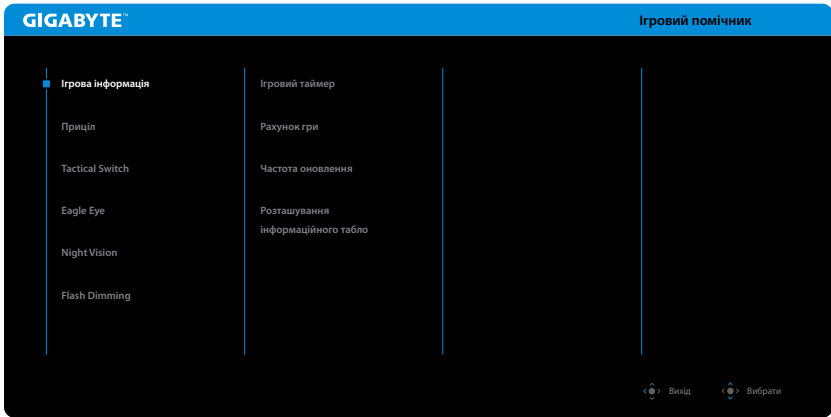 GIGABYTE™
Ігровий помічник
Ігрова інформація
Приціл
Tactical Switch
Eagle Eye
Night Vision
Flash Dimming
Ігровий таймер
Рахунок гри
Частота оновлення
Розташування
інформаційного табло
Вихід
Вибрати